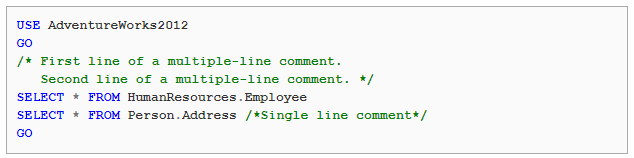 USE AdventureWorks2012
GO
/* First line of a multiple-line comment.
   Second line of a multiple-line comment. */
SELECT * FROM HumanResources.Employee
SELECT * FROM Person.Address /*Single line comment*/
GO